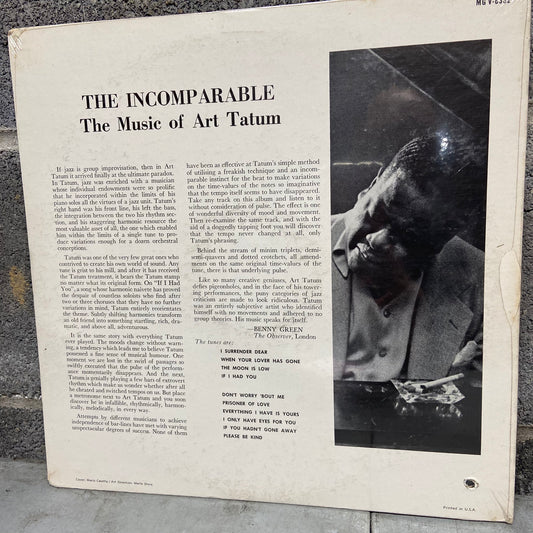 MG V-8332
THE INCOMPARABLE
The Music of Art Tatum
If jazz is group improvisation, then in Art
Tatum it arrived finally at the ultimate paradox.
In Tatum, jazz was enriched with a musician
whose individual endowments were so prolific
that he incorporated within the limits of his
piano solos all the virtues of a jazz unit. Tatum's
right hand was his front line, his left the bass,
the integration between the two his rhythm sec-
tion, and his staggering harmonic resource the
most valuable asset of all, the one which enabled
him within the limits of a single tune to pro-
duce variations enough for a dozen orchestral
conceptions.
Tatum was one of the very few great ones who
contrived to create his own world of sound. Any
tune is grist to his mill, and after it has received
the Tatum treatment, it bears the Tatum stamp
no matter what its original form. On "If I Had
You", a song whose harmonic naivete has proved
the despair of countless soloists who find after
two or three choruses that they have no further
variations in mind, Tatum entirely reorientates
the theme. Subtly shifting harmonies transform
an old friend into something startling, rich, dra-
matic, and above all, adventurous.
It is the same story with everything Tatum
ever played. The moods change without warn-
ing, a tendency which leads me to believe Tatum
possessed a fine sense of musical humour. One
moment we are lost in the swirl of passages so
swiftly executed that the pulse of the perform-
ance momentarily disappears. And the next,
Tatum is genially playing a few bars of extrovert
rhythm which make us wonder whether after all
he cheated and twisted tempos on us. But place
a metronome next to Art Tatum and you soon
discover he is infallible, rhythmically, harmon-
ically, melodically, in every way.
Attempts by different musicians to achieve
independence of bar-lines have met with varying
unspectacular degrees of success. None of them
have been as effective at Tatum's simple method
of utilising a freakish technique and an incom-
parable instinct for the beat to make variations
on the time-values of the notes so imaginative
that the tempo itself seems to have disappeared.
Take any track on this album and listen to it
without consideration of pulse. The effect is one
of wonderful diversity of mood and movement.
Then re-examine the same track, and with the
aid of a doggedly tapping foot you will discover
that the tempo never changed at all, only
Tatum's phrasing.
Behind the stream of minim triplets, demi-
semi-quavers and dotted crotchets, all amend-
ments on the same original time-values of the
tune, there is that underlying pulse.
Like so many creative geniuses, Art Tatum
defies pigeonholes, and in the face of his tower-
ing performances, the puny categories of jazz
criticism are made to look ridiculous. Tatum
was an entirely subjective artist who identified
himself with no movements and adhered to no
group theories. His music speaks for itself.
—BENNY GREEN
The Observer, London
The tunes are:
I SURRENDER DEAR
WHEN YOUR LOVER HAS GONE
THE MOON IS LOW
IF I HAD YOU
DON'T WORRY 'BOUT ME
PRISONER OF LOVE
EVERYTHING I HAVE IS YOURS
I ONLY HAVE EYES FOR YOU
IF YOU HADN'T GONE AWAY
PLEASE BE KIND
Printed in U.S.A.